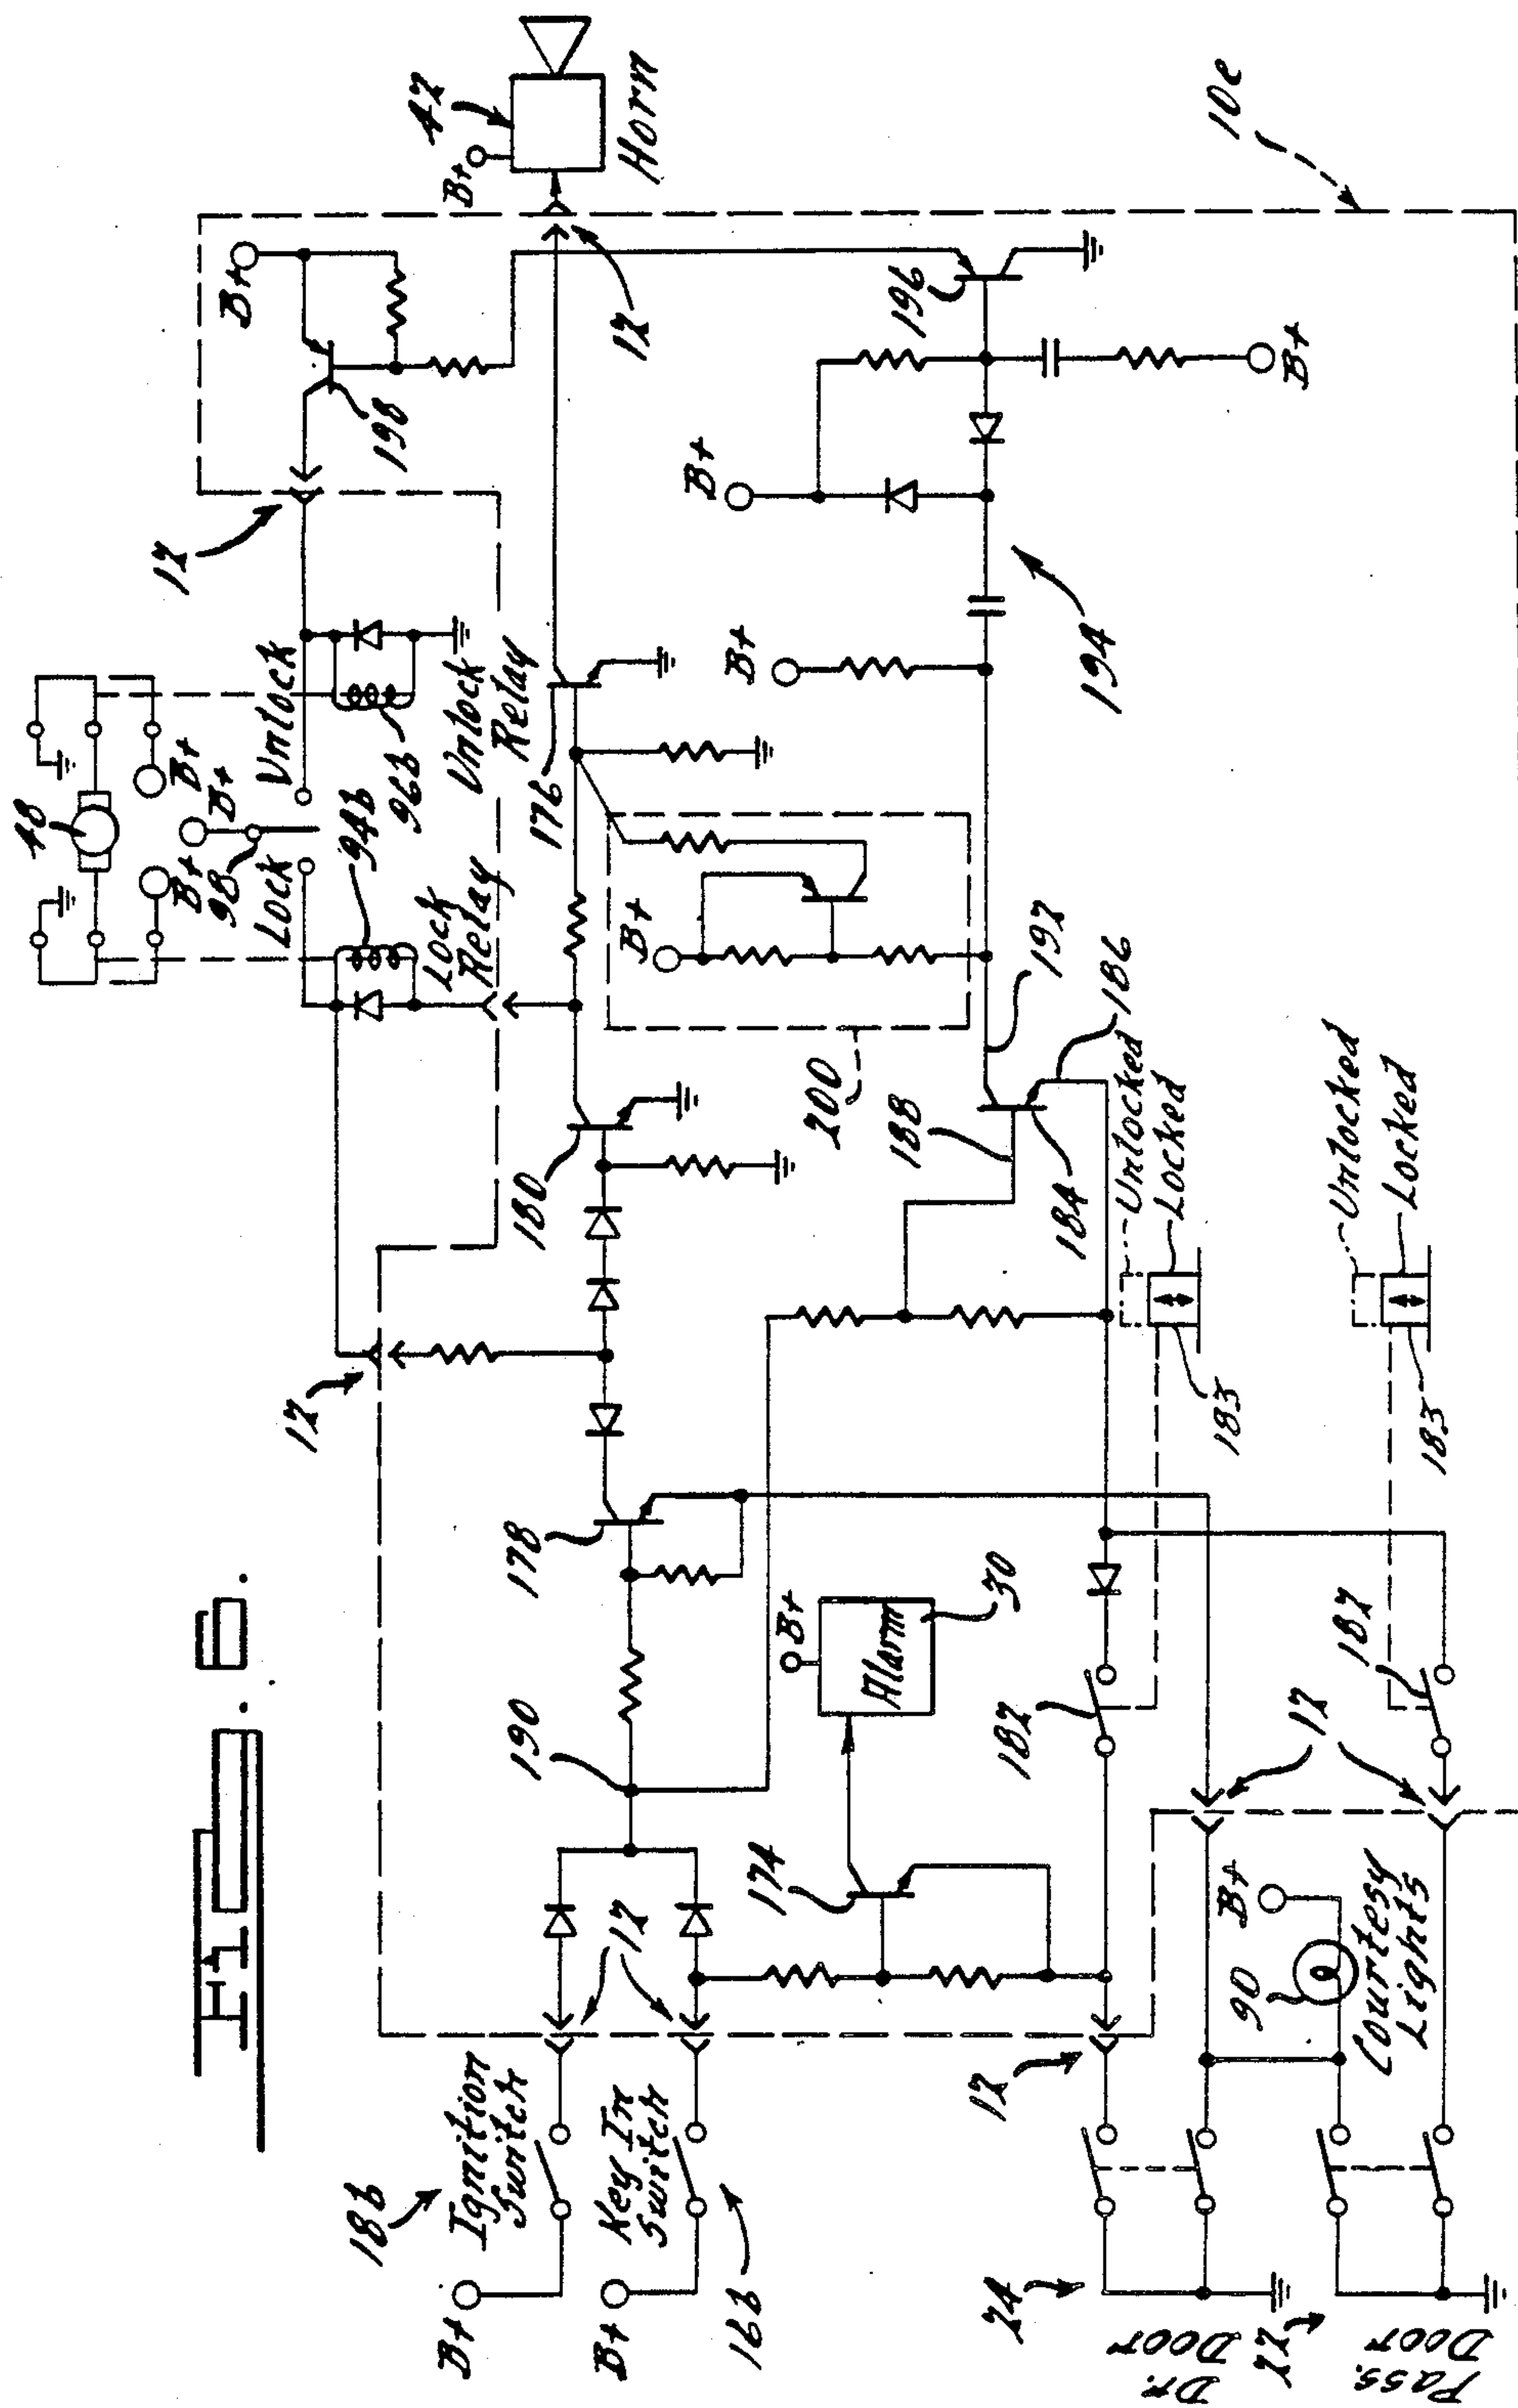 Fig. 6.
18b
Ignition
Switch
B+
Key In
Switch
B+
16b
24
Dr.
Door
22
Pass.
Door
12
12
190
178
174
B+
Alarm
30
B+
90
Courtesy
Lights
182
187
12
183
183
Unlocked
Locked
Unlocked
Locked
12
180
188
184
186
192
200
B+
Lock
Relay
94b
Lock
98
B+
B+
B+
48
Unlock
96b
Unlock
Relay
176
12
B+
194
B+
B+
198
B+
196
12
B+
42
Horn
10e